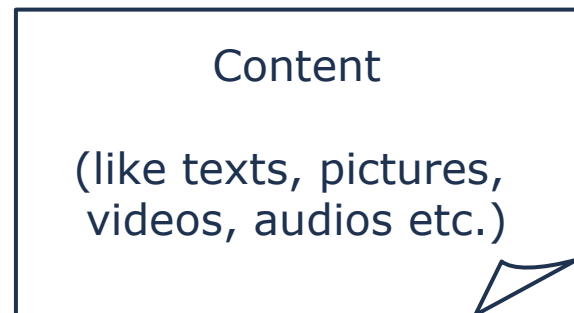 Content
(like texts, pictures,
videos, audios etc.)